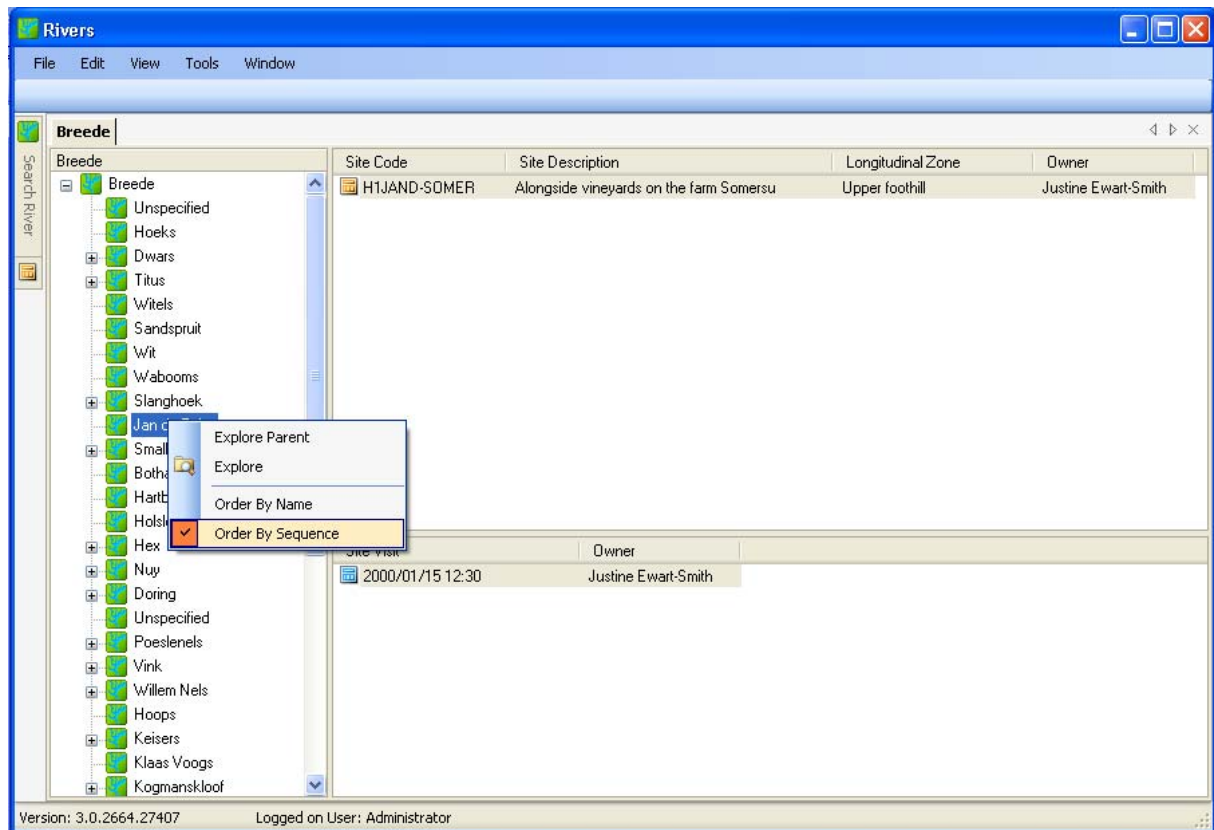 Rivers
File Edit View Tools Window
Search River
Breede
Breede
Breede
Unspecified
Hoeks
Dwars
Titus
Witels
Sandspruit
Wit
Wabooms
Slanghoek
Jan
Hex
Nuy
Doring
Unspecified
Poeslenels
Vink
Willem Nels
Hoops
Keisers
Klaas Voogs
Kogmanskloof
Explore Parent
Explore
Order By Name
Order By Sequence
Site Code Site Description Longitudinal Zone Owner
H1JAND-SOMER Alongside vineyards on the farm Somersu Upper foothill Justine Ewart-Smith
Site Visit Owner
2000/01/15 12:30 Justine Ewart-Smith
Version: 3.0.2664.27407 Logged on User: Administrator